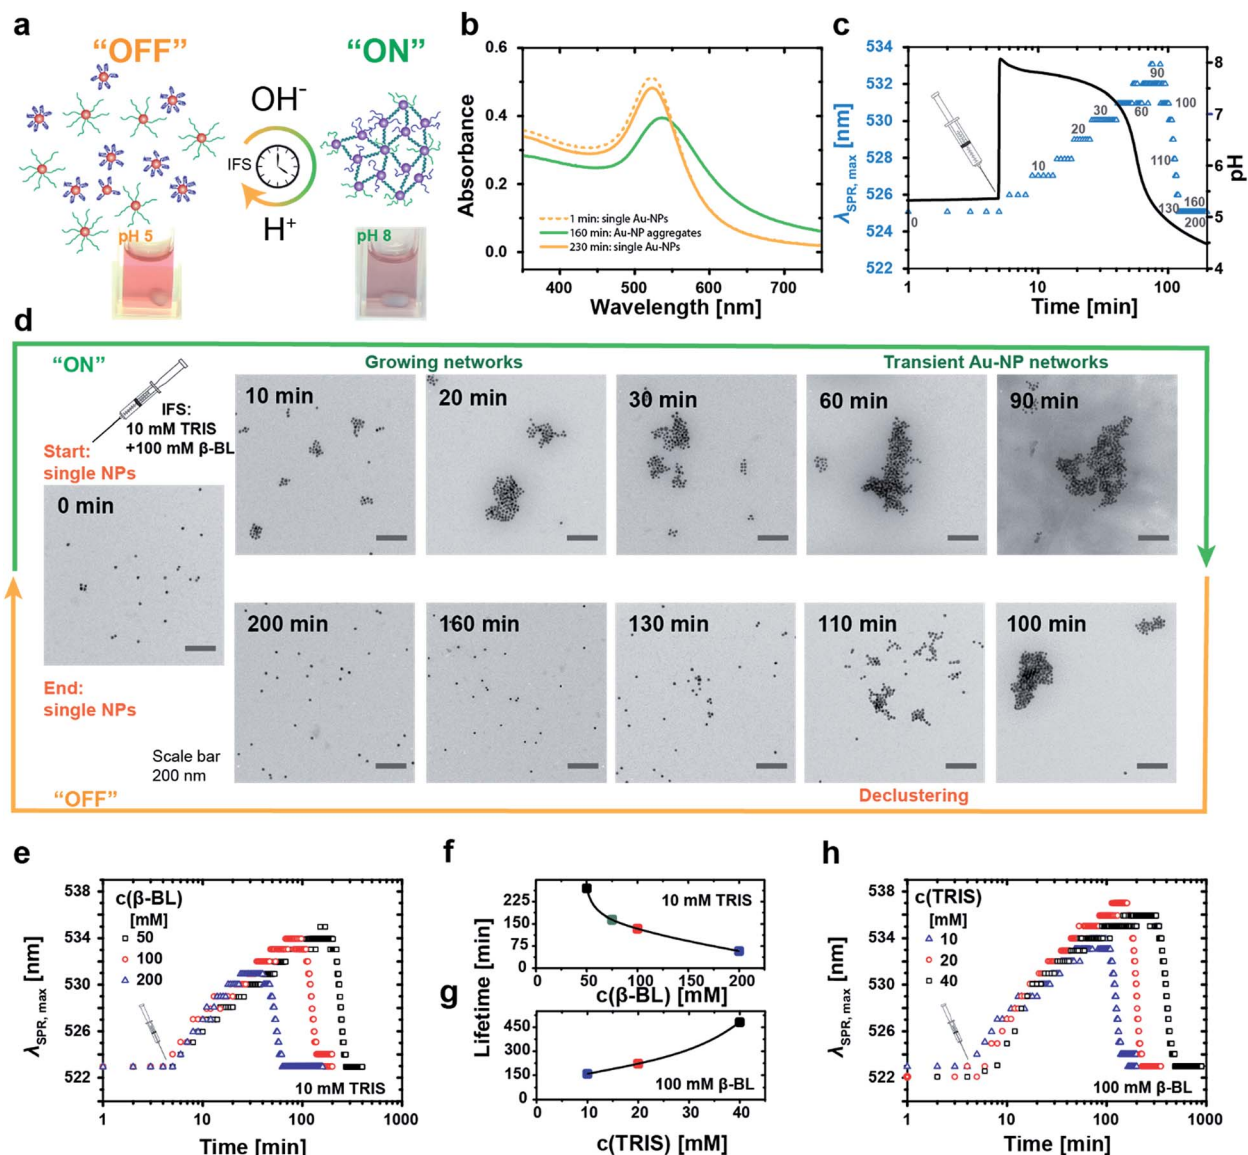 a
“OFF”
“ON”
OH-
IFS
H+
pH 5
pH 8
b
0.6
0.4
0.2
0.0
Absorbance
1 min: single Au-NPs
160 min: Au-NP aggregates
230 min: single Au-NPs
400 500 600 700
Wavelength [nm]
c
534
532
530
528
526
524
522
λSPR, max [nm]
0
10
20
30
60
90
100
110
130
160
200
8
7
6
5
4
pH
1 10 100
Time [min]
d
“ON”
Growing networks
Transient Au-NP networks
IFS:
10 mM TRIS
+100 mM β-BL
Start:
single NPs
0 min
10 min
20 min
30 min
60 min
90 min
200 min
160 min
130 min
110 min
100 min
End:
single NPs
Scale bar
200 nm
“OFF”
Declustering
e
538
534
530
526
522
λSPR, max [nm]
c(β-BL)
[mM]
50
100
200
10 mM TRIS
1 10 100 1000
Time [min]
f
225
150
75
0
10 mM TRIS
0 50 100 150 200
c(β-BL) [mM]
Lifetime [min]
g
450
300
150
0
100 mM β-BL
0 10 20 30 40
c(TRIS) [mM]
h
538
534
530
526
522
λSPR, max [nm]
c(TRIS)
[mM]
10
20
40
100 mM β-BL
1 10 100 1000
Time [min]